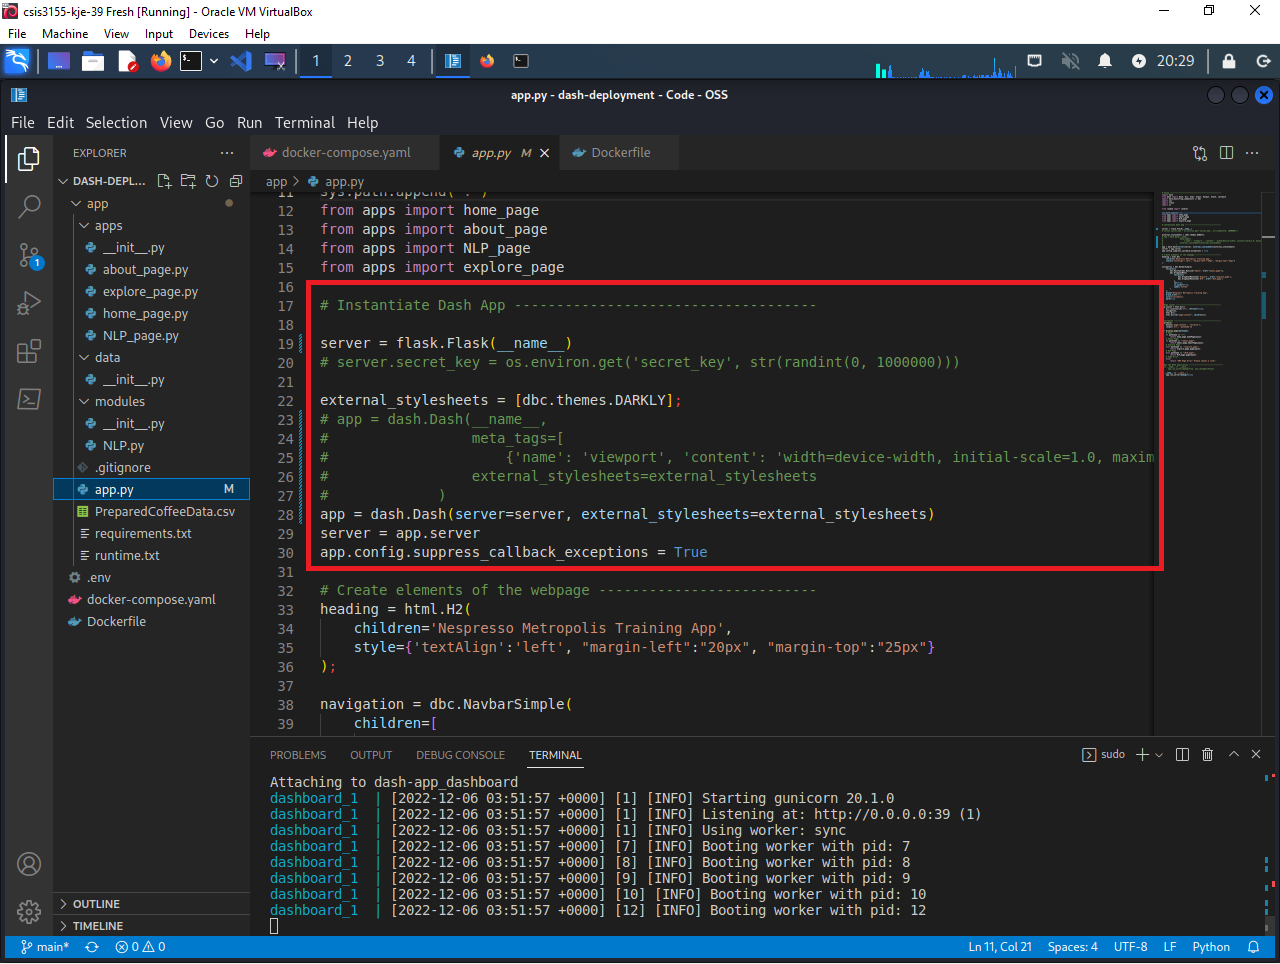 csis3155-kje-39 Fresh [Running] - Oracle VM VirtualBox
File Machine View Input Devices Help
1 2 3 4 20:29
app.py - dash-deployment - Code - OSS
File Edit Selection View Go Run Terminal Help
EXPLORER
DASH-DEPL...
app
apps
__init__.py
about_page.py
explore_page.py
home_page.py
NLP_page.py
data
__init__.py
modules
__init__.py
NLP.py
.gitignore
app.py M
PreparedCoffeeData.csv
requirements.txt
runtime.txt
.env
docker-compose.yaml
Dockerfile
OUTLINE
TIMELINE
1
docker-compose.yaml app.py M Dockerfile
app > app.py
11 sys.path.append('.')
12 from apps import home_page
13 from apps import about_page
14 from apps import NLP_page
15 from apps import explore_page
16
17 # Instantiate Dash App ------------------------------------
18
19 server = flask.Flask(__name__)
20 # server.secret_key = os.environ.get('secret_key', str(randint(0, 1000000)))
21
22 external_stylesheets = [dbc.themes.DARKLY];
23 # app = dash.Dash(__name__,
24 # meta_tags=[
25 # {'name': 'viewport', 'content': 'width=device-width, initial-scale=1.0, maxim
26 # external_stylesheets=external_stylesheets
27 # )
28 app = dash.Dash(server=server, external_stylesheets=external_stylesheets)
29 server = app.server
30 app.config.suppress_callback_exceptions = True
31
32 # Create elements of the webpage --------------------------
33 heading = html.H2(
34 children='Nespresso Metropolis Training App',
35 style={'textAlign':'left', "margin-left":"20px", "margin-top":"25px"}
36 );
37
38 navigation = dbc.NavbarSimple(
39 children=[
PROBLEMS OUTPUT DEBUG CONSOLE TERMINAL sudo
Attaching to dash-app_dashboard
dashboard_1 | [2022-12-06 03:51:57 +0000] [1] [INFO] Starting gunicorn 20.1.0
dashboard_1 | [2022-12-06 03:51:57 +0000] [1] [INFO] Listening at: http://0.0.0.0:39 (1)
dashboard_1 | [2022-12-06 03:51:57 +0000] [1] [INFO] Using worker: sync
dashboard_1 | [2022-12-06 03:51:57 +0000] [7] [INFO] Booting worker with pid: 7
dashboard_1 | [2022-12-06 03:51:57 +0000] [8] [INFO] Booting worker with pid: 8
dashboard_1 | [2022-12-06 03:51:57 +0000] [9] [INFO] Booting worker with pid: 9
dashboard_1 | [2022-12-06 03:51:57 +0000] [10] [INFO] Booting worker with pid: 10
dashboard_1 | [2022-12-06 03:51:57 +0000] [12] [INFO] Booting worker with pid: 12
main* 0 0 Ln 11, Col 21 Spaces: 4 UTF-8 LF Python